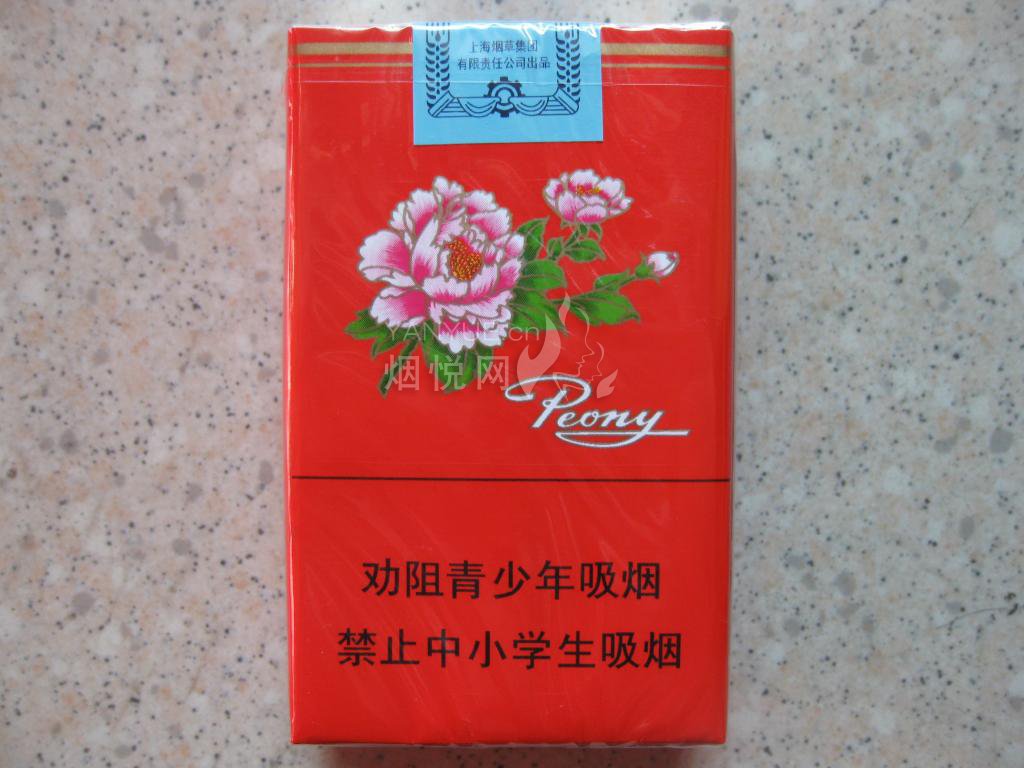 上海烟草集团
有限责任公司出品
YANYUE.cn
烟悦网
Peony
劝阻青少年吸烟
禁止中小学生吸烟